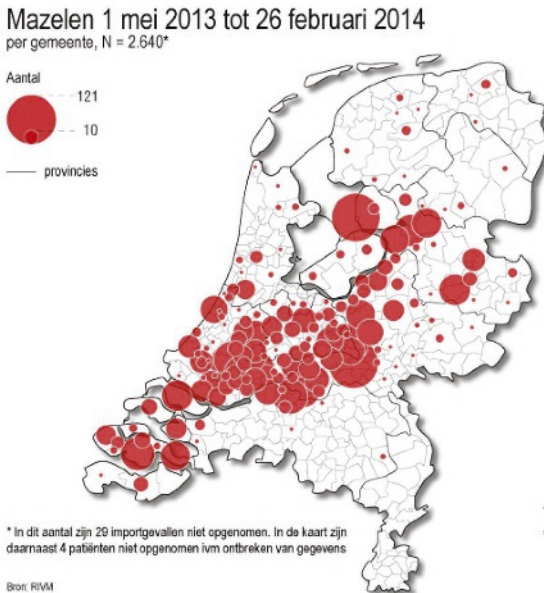 Mazelen 1 mei 2013 tot 26 februari 2014
per gemeente, N = 2.640*
Aantal
121
10
provincies
* In dit aantal zijn 29 importgevallen niet opgenomen. In de kaart zijn
daarnaast 4 patiënten niet opgenomen ivm ontbreken van gegevens
Bron: RIVM